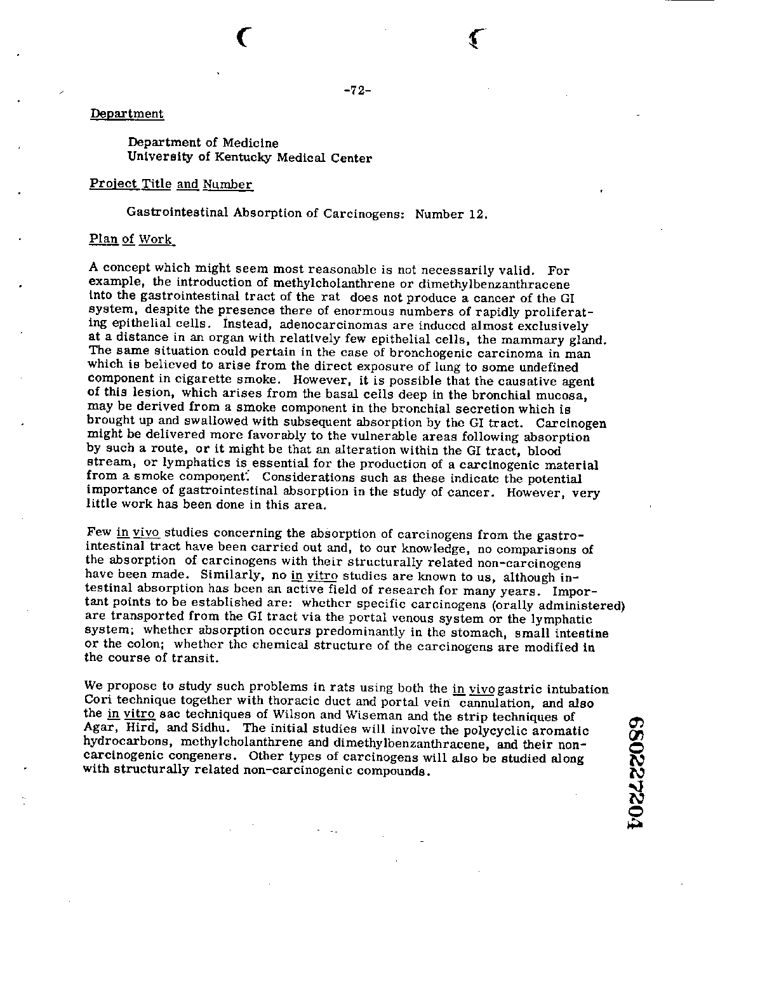 -72-
Department
Department of Medicine
University of Kentucky Medical Center
Project Title and Number
Gastrointestinal Absorption of Carcinogens: Number 12.
Plan of Work
A concept which might seem most reasonable is not necessarily valid. For
example, the introduction of methylcholanthrene or dimethylbenzanthracene
into the gastrointestinal tract of the rat does not produce a cancer of the GI
system, despite the presence there of enormous numbers of rapidly proliferat-
ing epithelial cells. Instead, adenocarcinomas are induced almost exclusively
at a distance in an organ with relatively few epithelial cells, the mammary gland.
The same situation could pertain in the case of bronchogenic carcinoma in man
which is believed to arise from the direct exposure of lung to some undefined
component in cigarette smoke. However, it is possible that the causative agent
of this lesion, which arises from the basal cells deep in the bronchial mucosa,
may be derived from a smoke component in the bronchial secretion which is
brought up and swallowed with subsequent absorption by the GI tract. Carcinogen
might be delivered more favorably to the vulnerable areas following absorption
by such a route, or it might be that an alteration within the GI tract, blood
stream, or lymphatics is essential for the production of a carcinogenic material
from a smoke component. Considerations such as these indicate the potential
importance of gastrointestinal absorption in the study of cancer. However, very
little work has been done in this area.
Few in vivo studies concerning the absorption of carcinogens from the gastro-
intestinal tract have been carried out and, to our knowledge, no comparisons of
the absorption of carcinogens with their structurally related non-carcinogens
have been made. Similarly, no in vitro studies are known to us, although in-
testinal absorption has been an active field of research for many years. Impor-
tant points to be established are: whether specific carcinogens (orally administered)
are transported from the GI tract via the portal venous system or the lymphatic
system; whether absorption occurs predominantly in the stomach, small intestine
or the colon; whether the chemical structure of the carcinogens are modified in
the course of transit.
We propose to study such problems in rats using both the in vivo gastric intubation
Cori technique together with thoracic duct and portal vein cannulation, and also
the in vitro sac techniques of Wilson and Wiseman and the strip techniques of
Agar, Hird, and Sidhu. The initial studies will involve the polycyclic aromatic
hydrocarbons, methylcholanthrene and dimethylbenzanthracene, and their non-
carcinogenic congeners. Other types of carcinogens will also be studied along
with structurally related non-carcinogenic compounds.
680227204